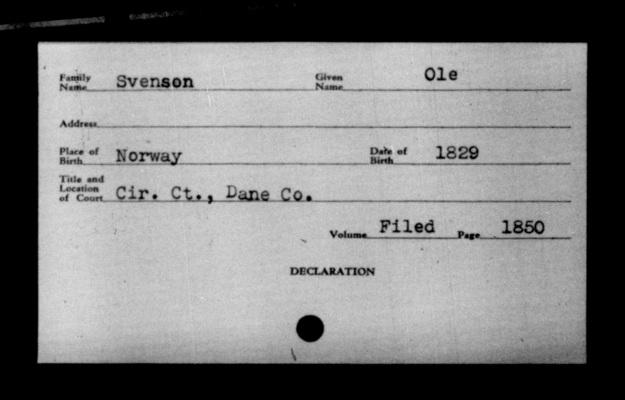 Family Name Svenson Given Name Ole
Address
Place of Birth Norway Date of Birth 1829
Title and Location of Court Cir. Ct., Dane Co.
Volume Filed Page 1850
DECLARATION